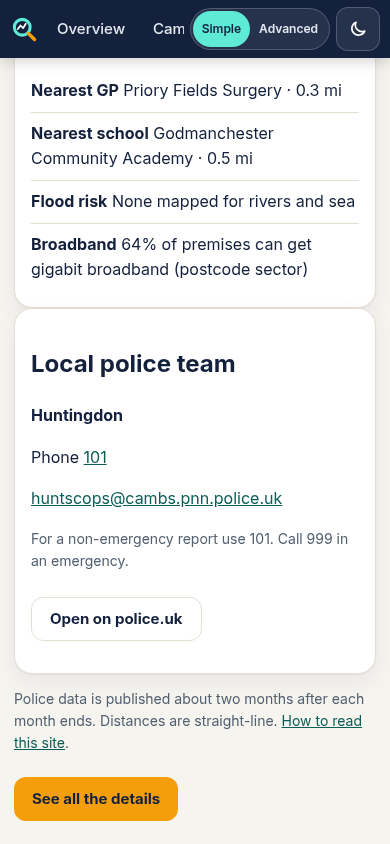 Overview Cam Simple Advanced
Nearest GP Priory Fields Surgery · 0.3 mi
Nearest school Godmanchester
Community Academy · 0.5 mi
Flood risk None mapped for rivers and sea
Broadband 64% of premises can get
gigabit broadband (postcode sector)
Local police team
Huntingdon
Phone 101
huntscops@cambs.pnn.police.uk
For a non-emergency report use 101. Call 999 in
an emergency.
Open on police.uk
Police data is published about two months after each
month ends. Distances are straight-line. How to read
this site.
See all the details